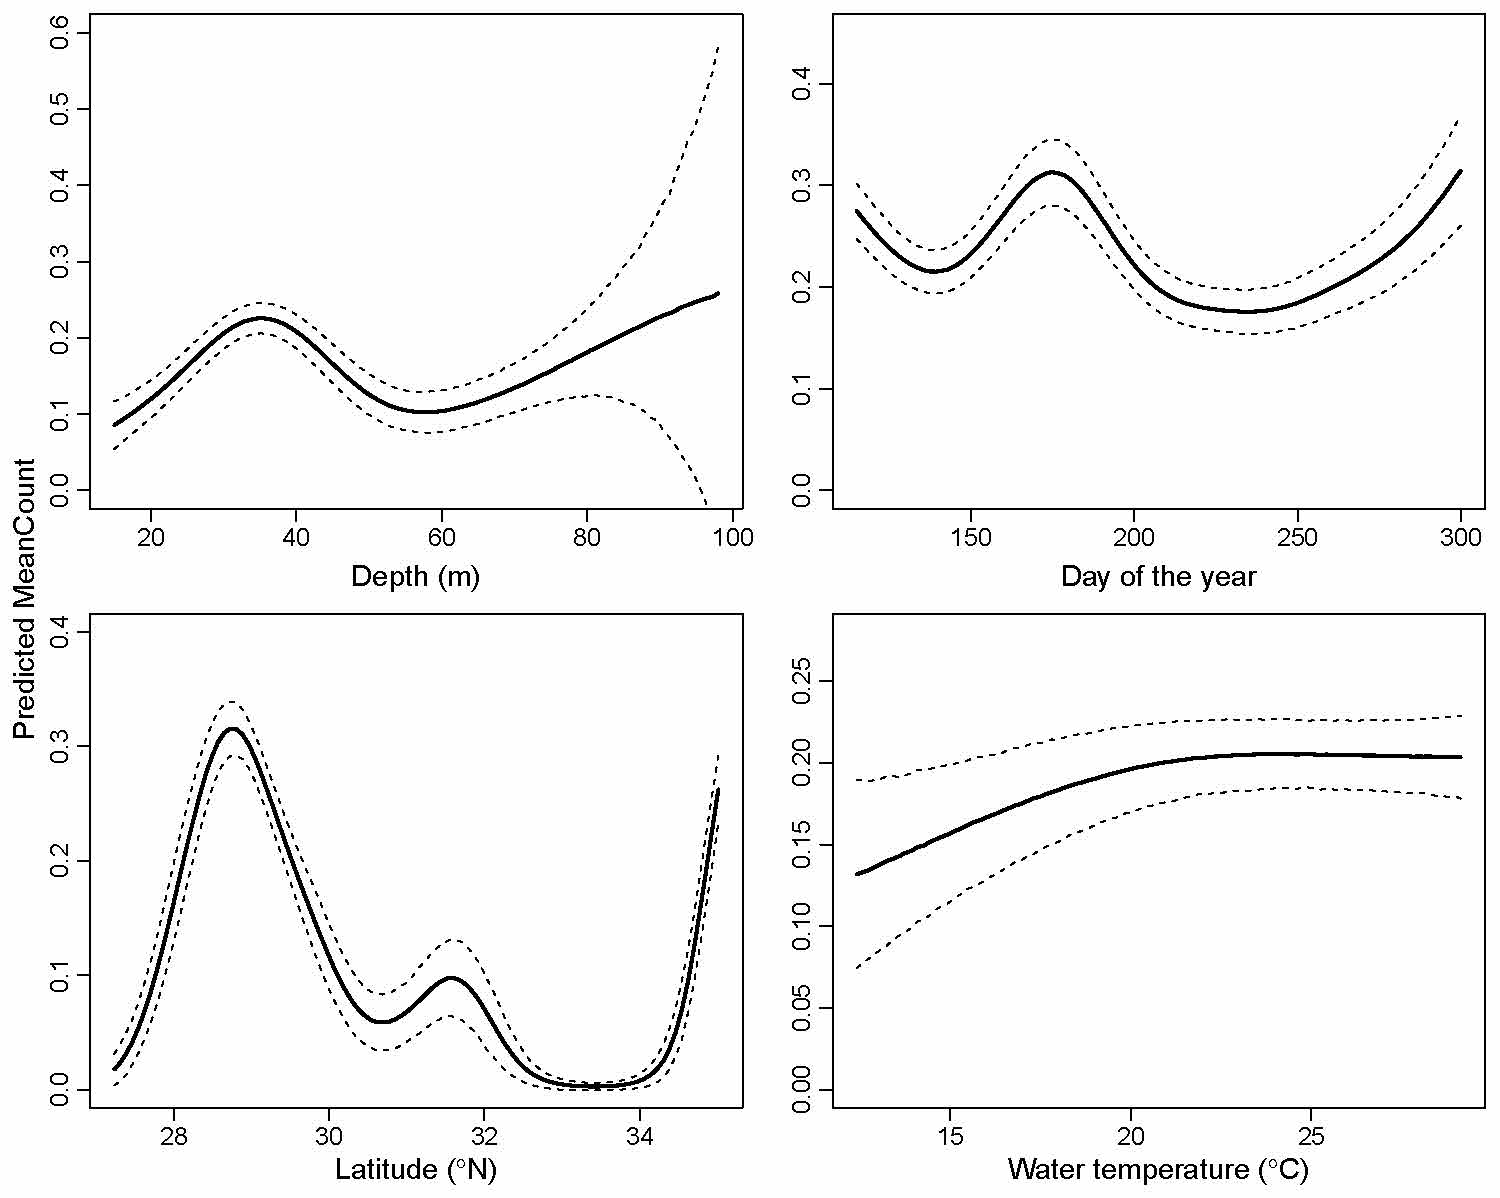 Predicted MeanCount
0.6
0.5
0.4
0.3
0.2
0.1
0.0
20 40 60 80 100
Depth (m)
0.4
0.3
0.2
0.1
0.0
150 200 250 300
Day of the year
0.4
0.3
0.2
0.1
0.0
28 30 32 34
Latitude (°N)
0.25
0.20
0.15
0.10
0.05
0.00
15 20 25
Water temperature (°C)